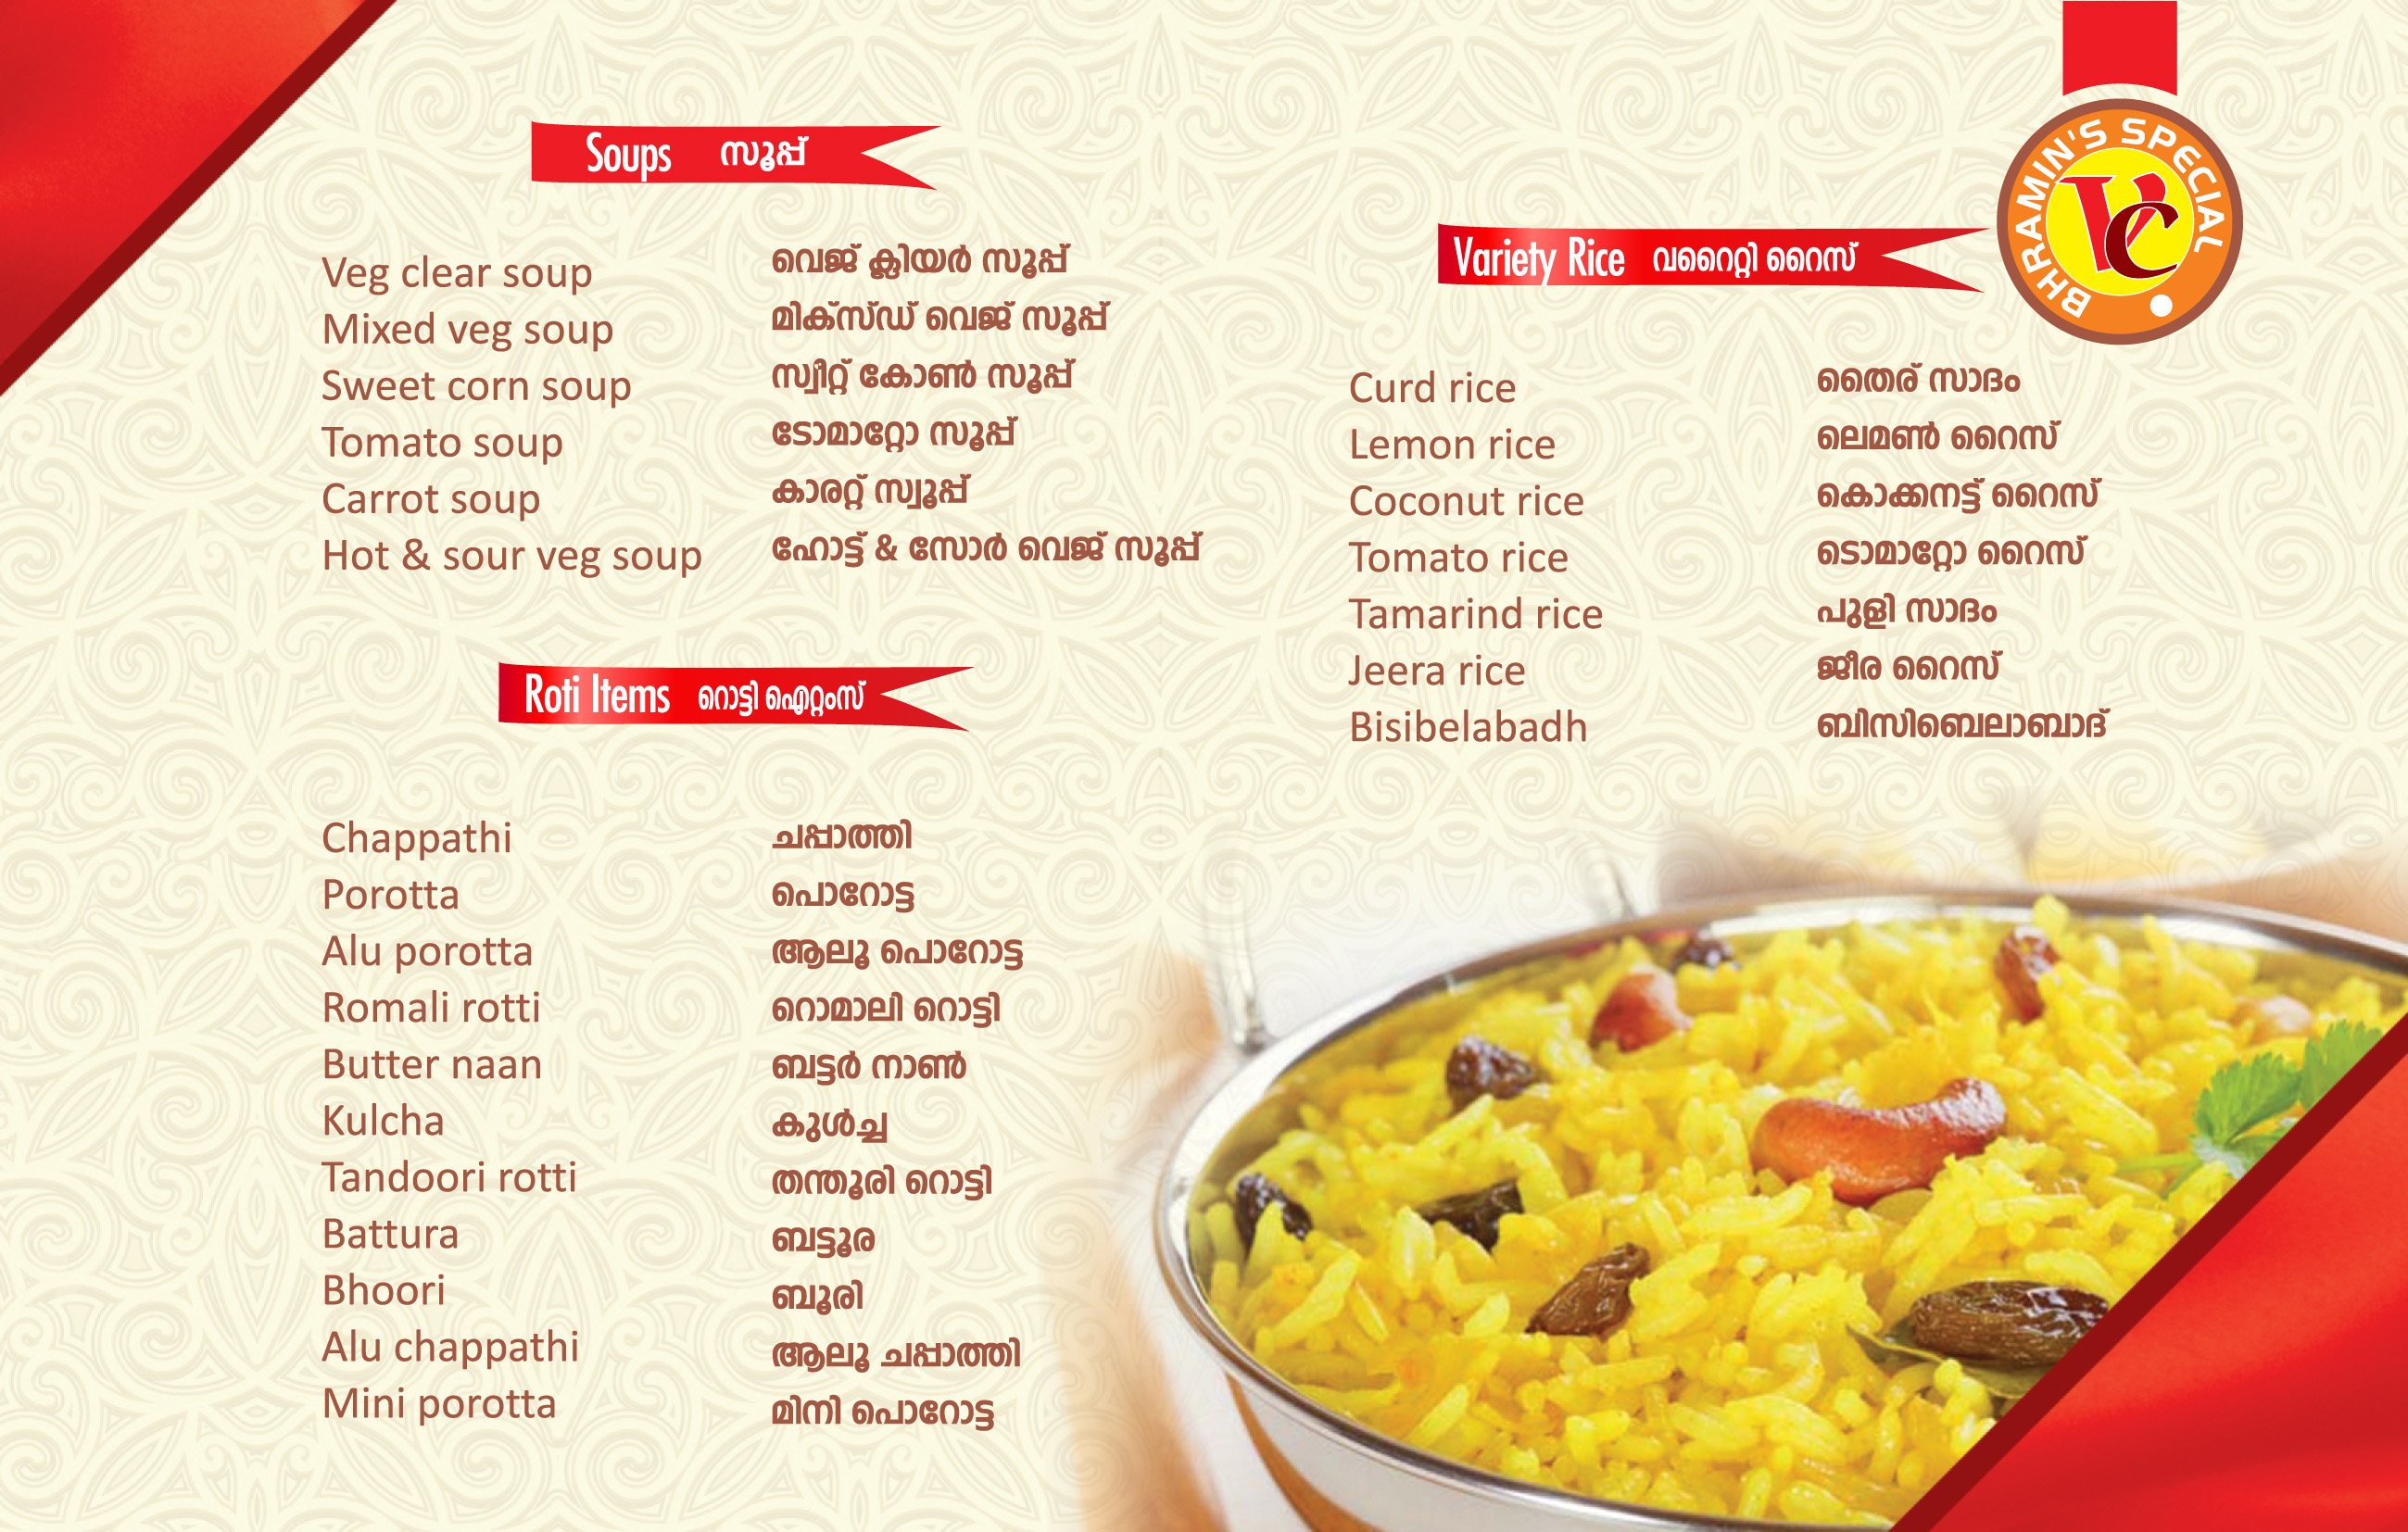 Soups സൂപ്പ്
Veg clear soup വെജ് ക്ലിയർ സൂപ്പ്
Mixed veg soup മിക്സ്ഡ് വെജ് സൂപ്പ്
Sweet corn soup സ്വീറ്റ് കോൺ സൂപ്പ്
Tomato soup ടോമാറ്റോ സൂപ്പ്
Carrot soup കാരറ്റ് സ്വൂപ്പ്
Hot & sour veg soup ഹോട്ട് & സോർ വെജ് സൂപ്പ്
Roti Items റൊട്ടി ഐറ്റംസ്
Chappathi ചപ്പാത്തി
Porotta പൊറോട്ട
Alu porotta ആലൂ പൊറോട്ട
Romali rotti റൊമാലി റൊട്ടി
Butter naan ബട്ടർ നാൺ
Kulcha കുൾച്ച
Tandoori rotti തന്തൂരി റൊട്ടി
Battura ബട്ടൂര
Bhoori ബൂരി
Alu chappathi ആലൂ ചപ്പാത്തി
Mini porotta മിനി പൊറോട്ട
BHRAMIN'S SPECIAL
VC
Variety Rice വറൈറ്റി റൈസ്
Curd rice തൈര് സാദം
Lemon rice ലെമൺ റൈസ്
Coconut rice കൊക്കനട്ട് റൈസ്
Tomato rice ടൊമാറ്റോ റൈസ്
Tamarind rice പുളി സാദം
Jeera rice ജീര റൈസ്
Bisibelabadh ബിസിബെലാബാദ്